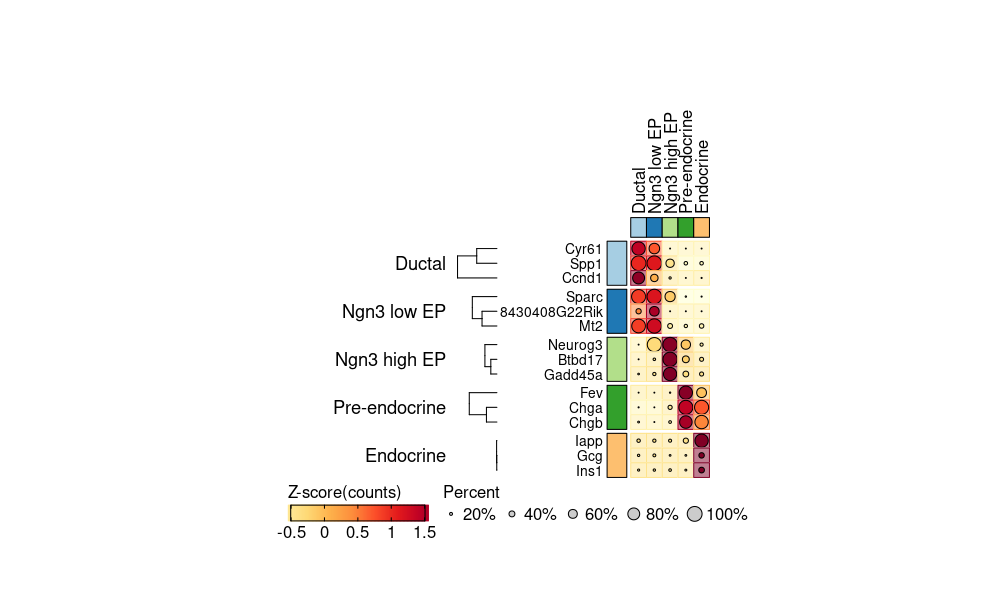 Ductal
Ngn3 low EP
Ngn3 high EP
Pre-endocrine
Endocrine
Ductal
Cyr61
Spp1
Ccnd1
Ngn3 low EP
Sparc
8430408G22Rik
Mt2
Ngn3 high EP
Neurog3
Btbd17
Gadd45a
Pre-endocrine
Fev
Chga
Chgb
Endocrine
Iapp
Gcg
Ins1
Z-score(counts)
-0.5 0 0.5 1 1.5
Percent
20% 40% 60% 80% 100%